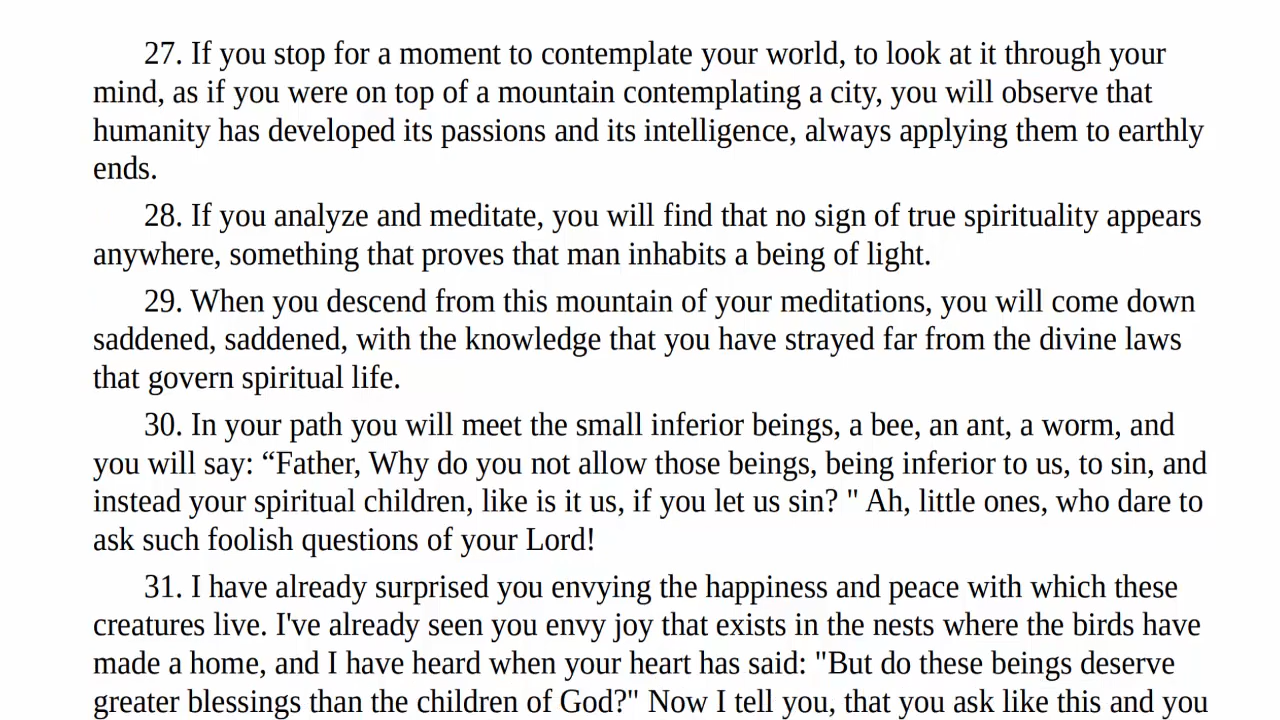 27. If you stop for a moment to contemplate your world, to look at it through your
mind, as if you were on top of a mountain contemplating a city, you will observe that
humanity has developed its passions and its intelligence, always applying them to earthly
ends.
28. If you analyze and meditate, you will find that no sign of true spirituality appears
anywhere, something that proves that man inhabits a being of light.
29. When you descend from this mountain of your meditations, you will come down
saddened, saddened, with the knowledge that you have strayed far from the divine laws
that govern spiritual life.
30. In your path you will meet the small inferior beings, a bee, an ant, a worm, and
you will say: “Father, Why do you not allow those beings, being inferior to us, to sin, and
instead your spiritual children, like is it us, if you let us sin? " Ah, little ones, who dare to
ask such foolish questions of your Lord!
31. I have already surprised you envying the happiness and peace with which these
creatures live. I've already seen you envy joy that exists in the nests where the birds have
made a home, and I have heard when your heart has said: "But do these beings deserve
greater blessings than the children of God?" Now I tell you, that you ask like this and you